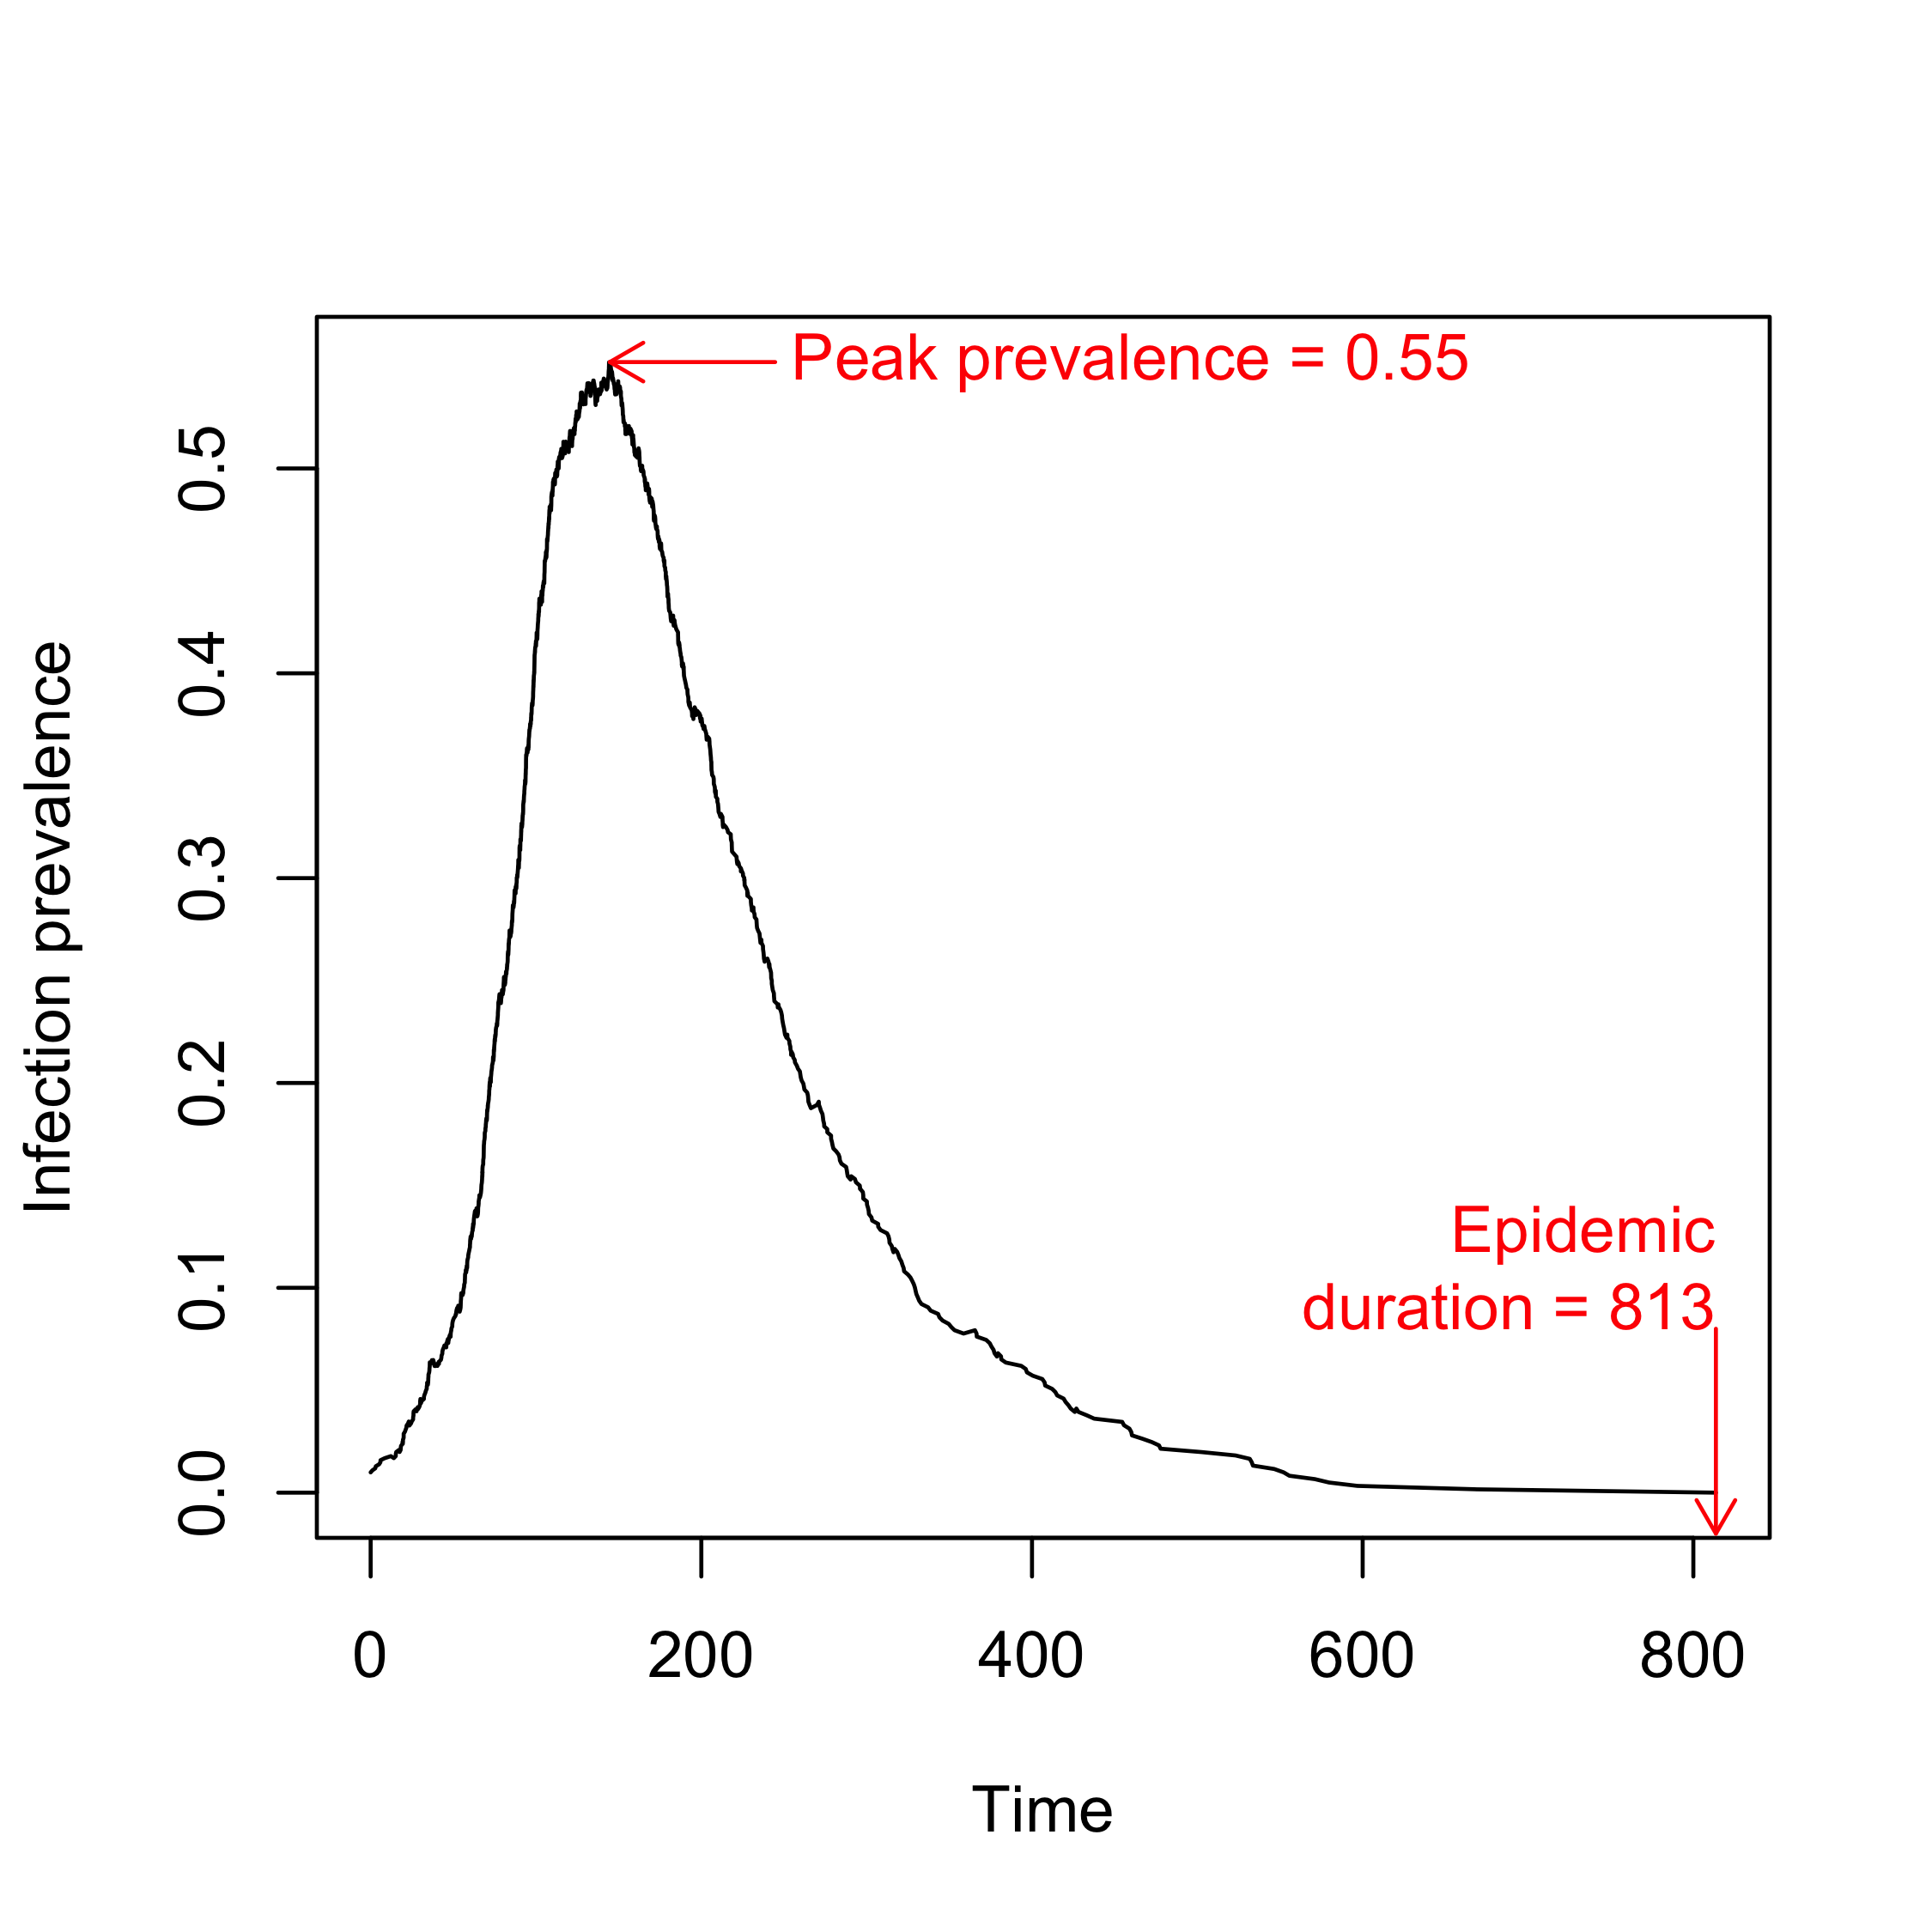 Peak prevalence = 0.55
Epidemic
duration = 813
Infection prevalence
0.5
0.4
0.3
0.2
0.1
0.0
0 200 400 600 800
Time